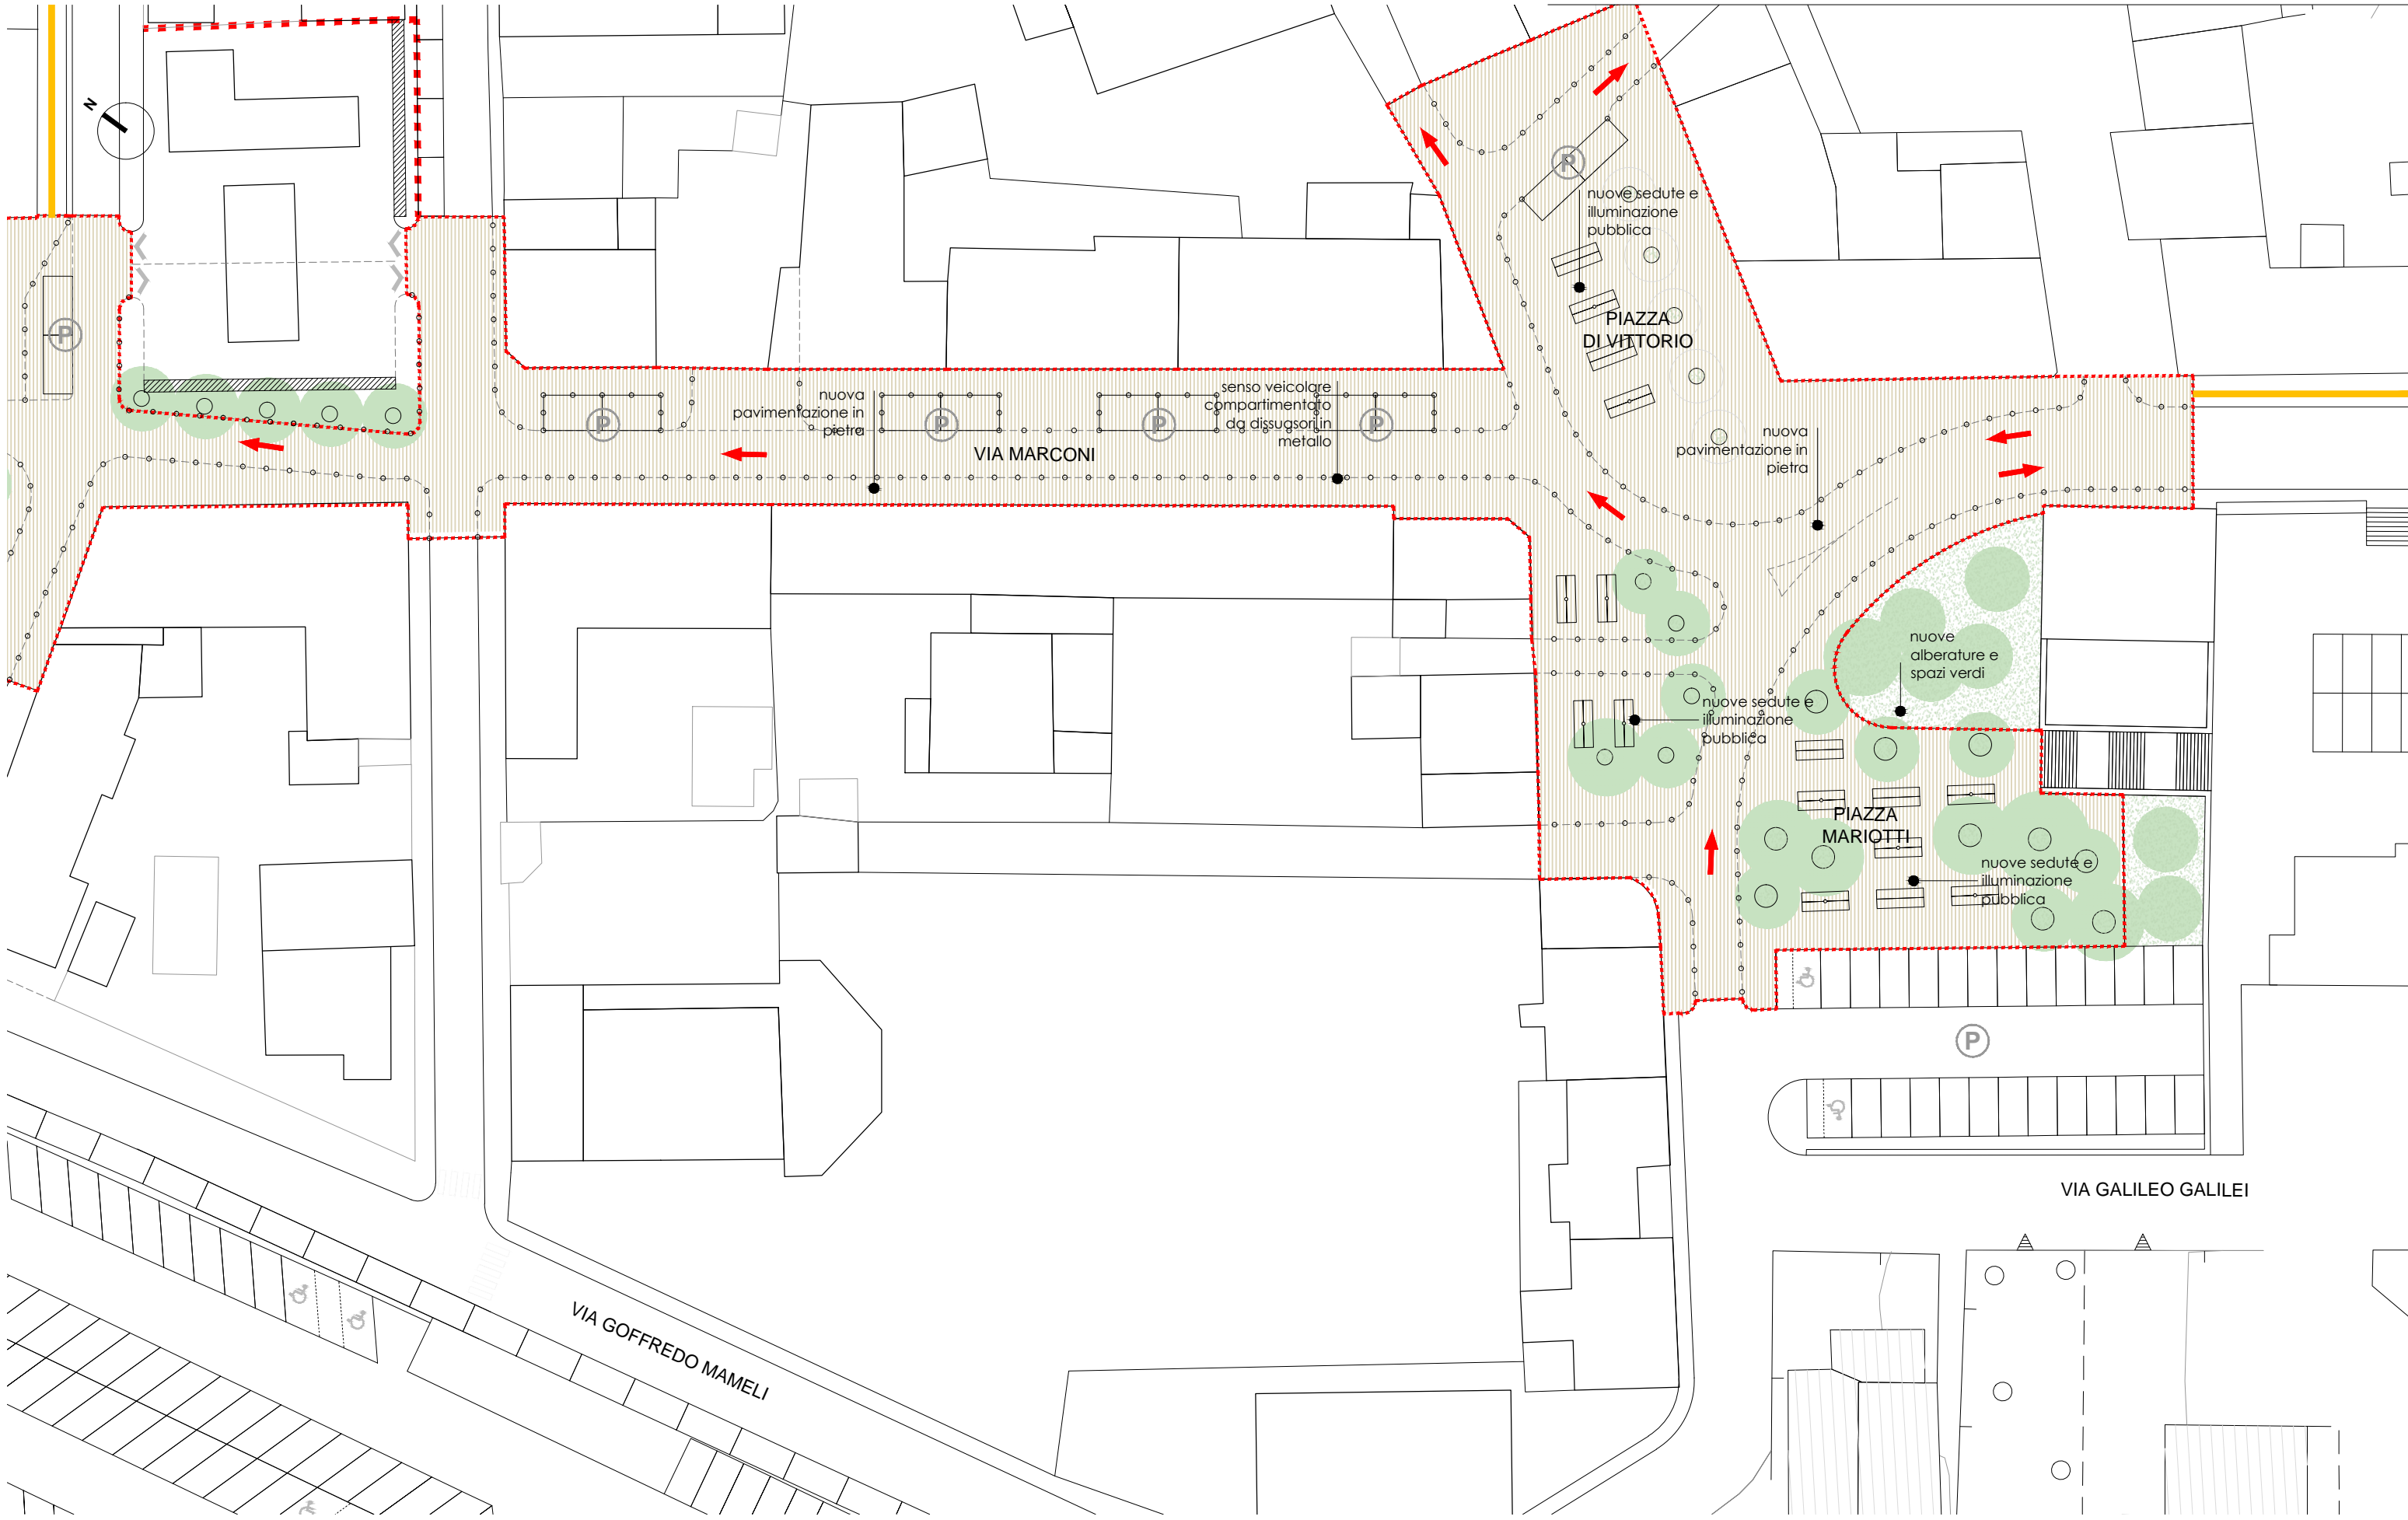 N
P
P
nuove sedute e
illuminazione
pubblica
PIAZZA
DI VITTORIO
nuova
pavimentazione in
pietra
P
P
P
P
senso veicolare
compartimentato
da dissuasori in
metallo
VIA MARCONI
nuova
pavimentazione in
pietra
nuove
alberature e
spazi verdi
nuove sedute e
illuminazione
pubblica
PIAZZA
MARIOTTI
nuove sedute e
illuminazione
pubblica
P
VIA GALILEO GALILEI
VIA GOFFREDO MAMELI